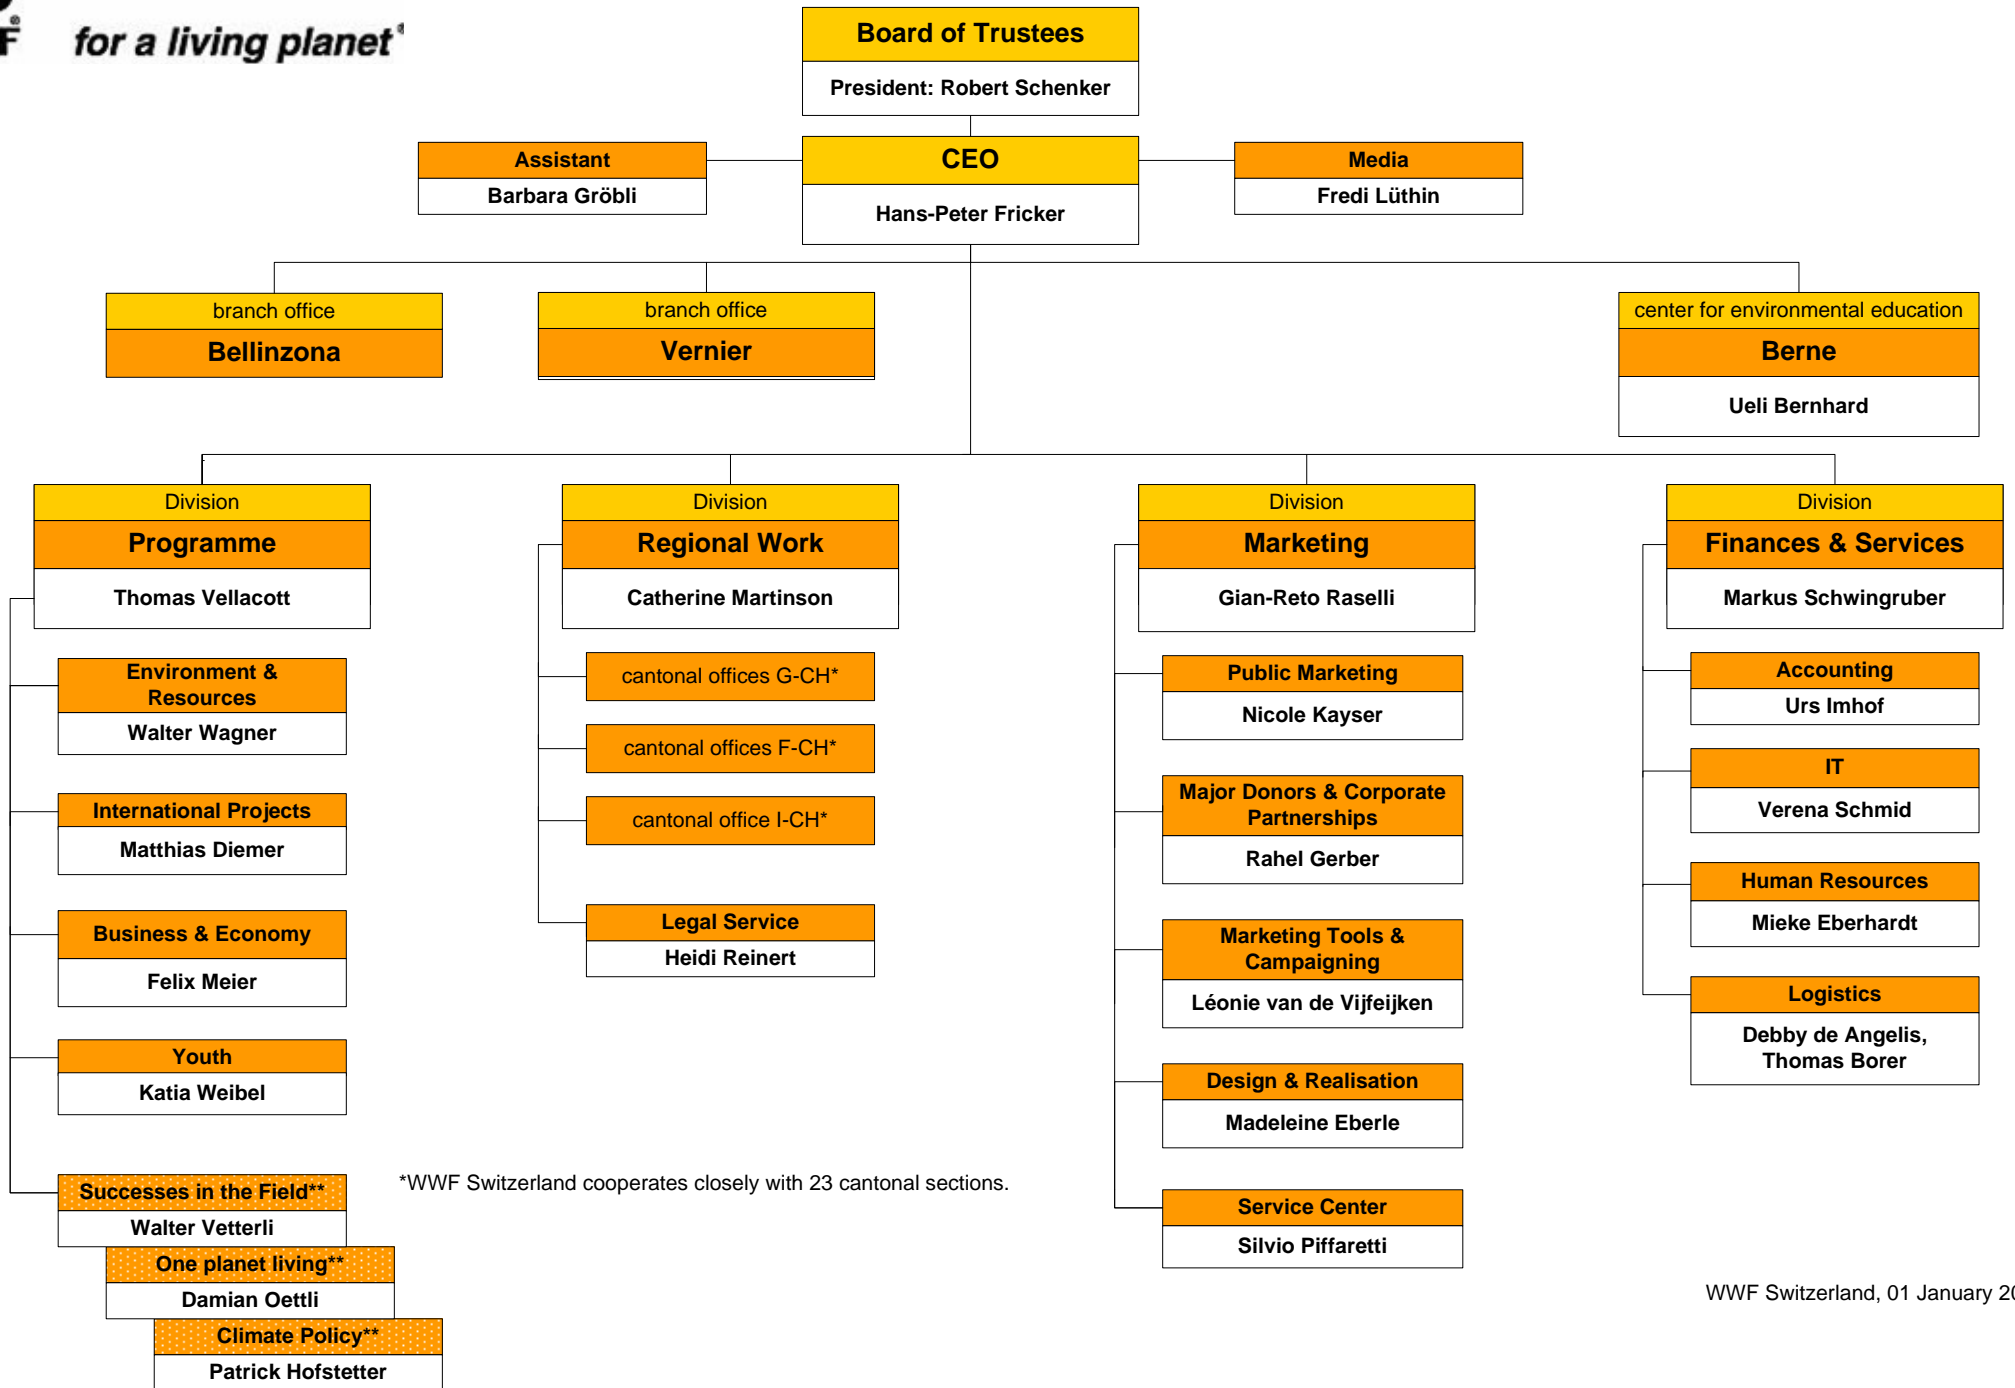 F®
for a living planet®
Board of Trustees
President: Robert Schenker
Assistant
Barbara Gröbli
CEO
Hans-Peter Fricker
Media
Fredi Lüthin
branch office
Bellinzona
branch office
Vernier
center for environmental education
Berne
Ueli Bernhard
Division
Programme
Thomas Vellacott
Environment &
Resources
Walter Wagner
International Projects
Matthias Diemer
Business & Economy
Felix Meier
Youth
Katia Weibel
Successes in the Field**
Walter Vetterli
One planet living**
Damian Oettli
Climate Policy**
Patrick Hofstetter
Division
Regional Work
Catherine Martinson
cantonal offices G-CH*
cantonal offices F-CH*
cantonal office I-CH*
Legal Service
Heidi Reinert
*WWF Switzerland cooperates closely with 23 cantonal sections.
Division
Marketing
Gian-Reto Raselli
Public Marketing
Nicole Kayser
Major Donors & Corporate
Partnerships
Rahel Gerber
Marketing Tools &
Campaigning
Léonie van de Vijfeijken
Design & Realisation
Madeleine Eberle
Service Center
Silvio Piffaretti
Division
Finances & Services
Markus Schwingruber
Accounting
Urs Imhof
IT
Verena Schmid
Human Resources
Mieke Eberhardt
Logistics
Debby de Angelis,
Thomas Borer
WWF Switzerland, 01 January